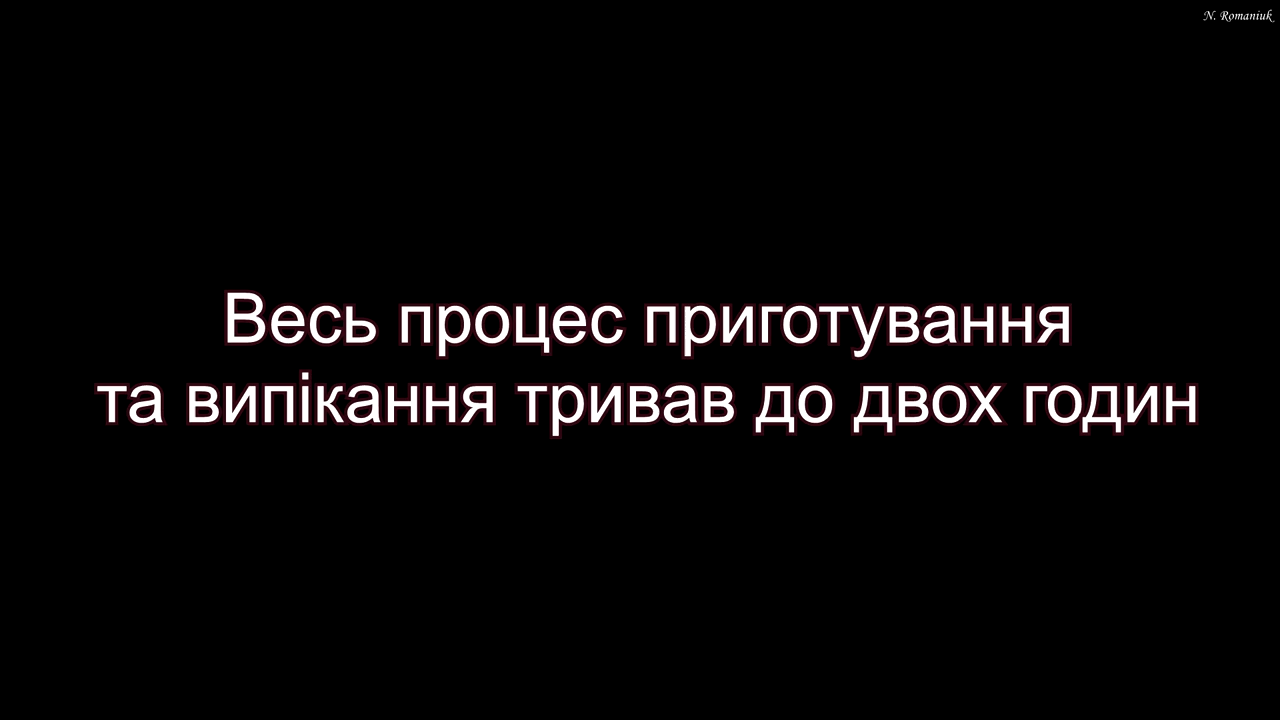 N. Romaniuk
Весь процес приготування
та випікання тривав до двох годин